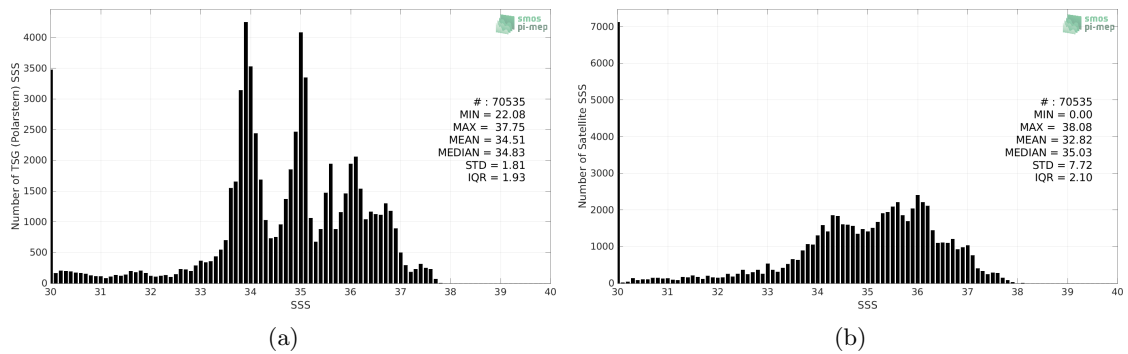 smos
pi-mep
Number of TSG (Polarstern) SSS
4000
3500
3000
2500
2000
1500
1000
500
0
# : 70535
MIN = 22.08
MAX = 37.75
MEAN = 34.51
MEDIAN = 34.83
STD = 1.81
IQR = 1.93
30 31 32 33 34 35 36 37 38 39 40
SSS
(a)
smos
pi-mep
Number of Satellite SSS
7000
6000
5000
4000
3000
2000
1000
0
# : 70535
MIN = 0.00
MAX = 38.08
MEAN = 32.82
MEDIAN = 35.03
STD = 7.72
IQR = 2.10
30 31 32 33 34 35 36 37 38 39 40
SSS
(b)